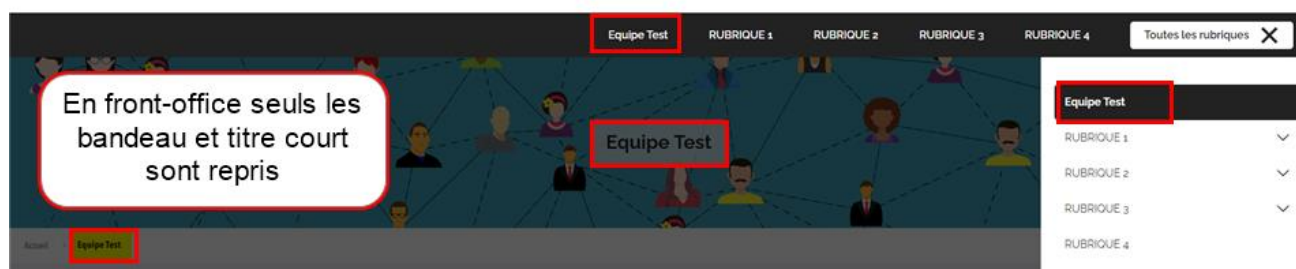 Equipe Test RUBRIQUE 1 RUBRIQUE 2 RUBRIQUE 3 RUBRIQUE 4 Toutes les rubriques
En front-office seuls les
bandeau et titre court
sont repris
Equipe Test
Accueil Equipe Test
Equipe Test
RUBRIQUE 1
RUBRIQUE 2
RUBRIQUE 3
RUBRIQUE 4